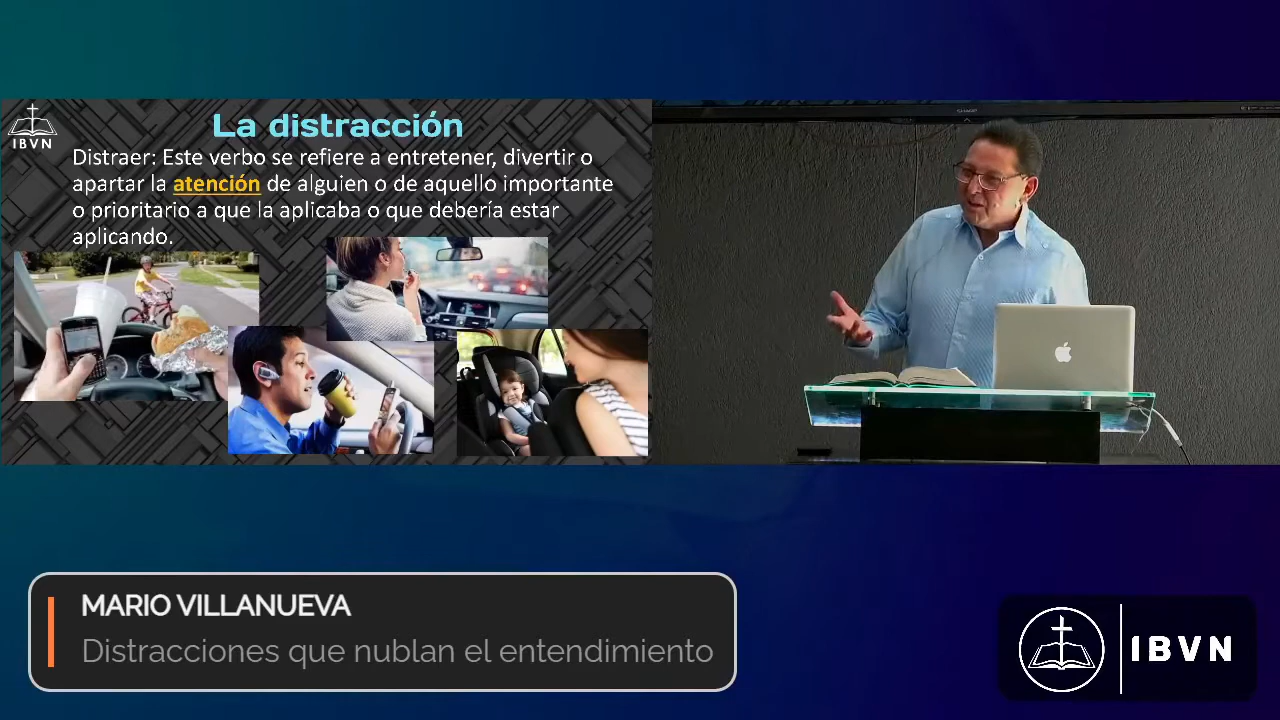 IBVN
La distracción
Distraer: Este verbo se refiere a entretener, divertir o
apartar la atención de alguien o de aquello importante
o prioritario a que la aplicaba o que debería estar
aplicando.
SHARP
MARIO VILLANUEVA
Distracciones que nublan el entendimiento
IBVN